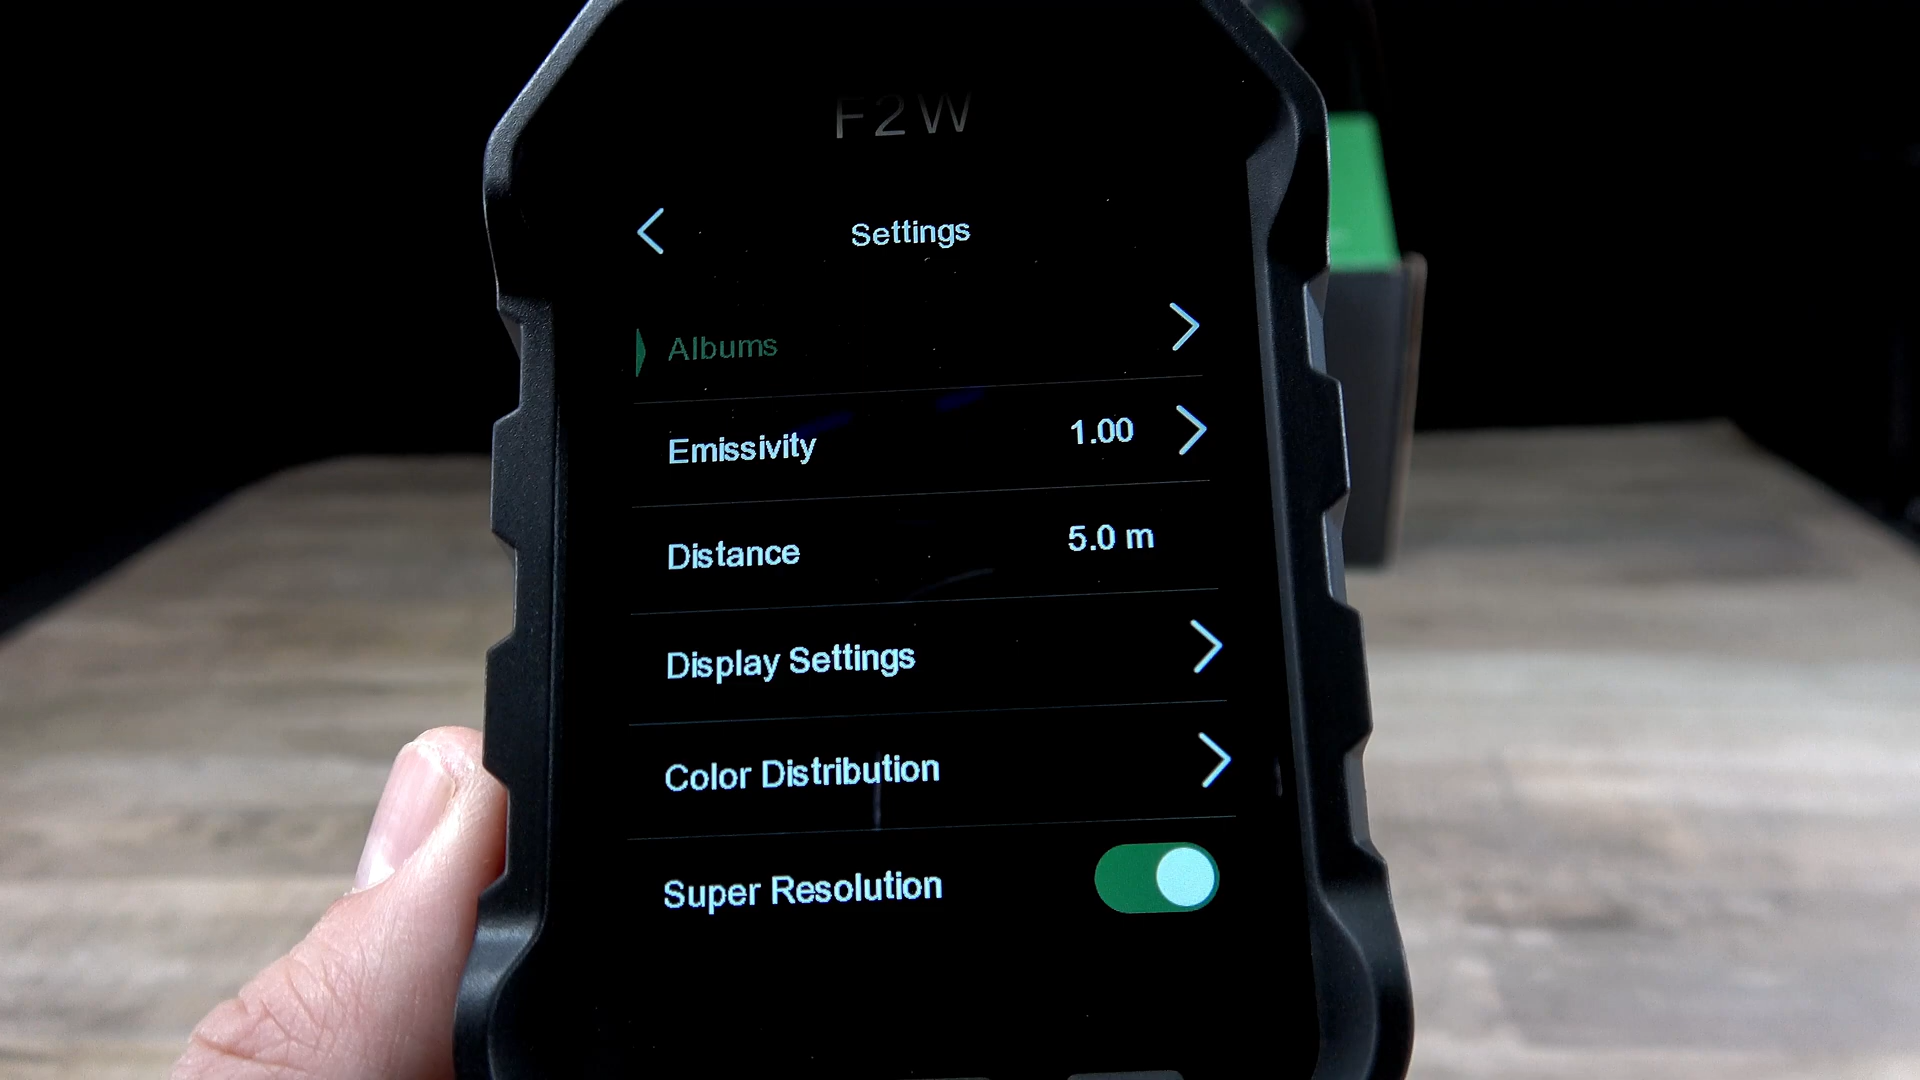 F2W
Settings
Albums
Emissivity 1.00
Distance 5.0 m
Display Settings
Color Distribution
Super Resolution